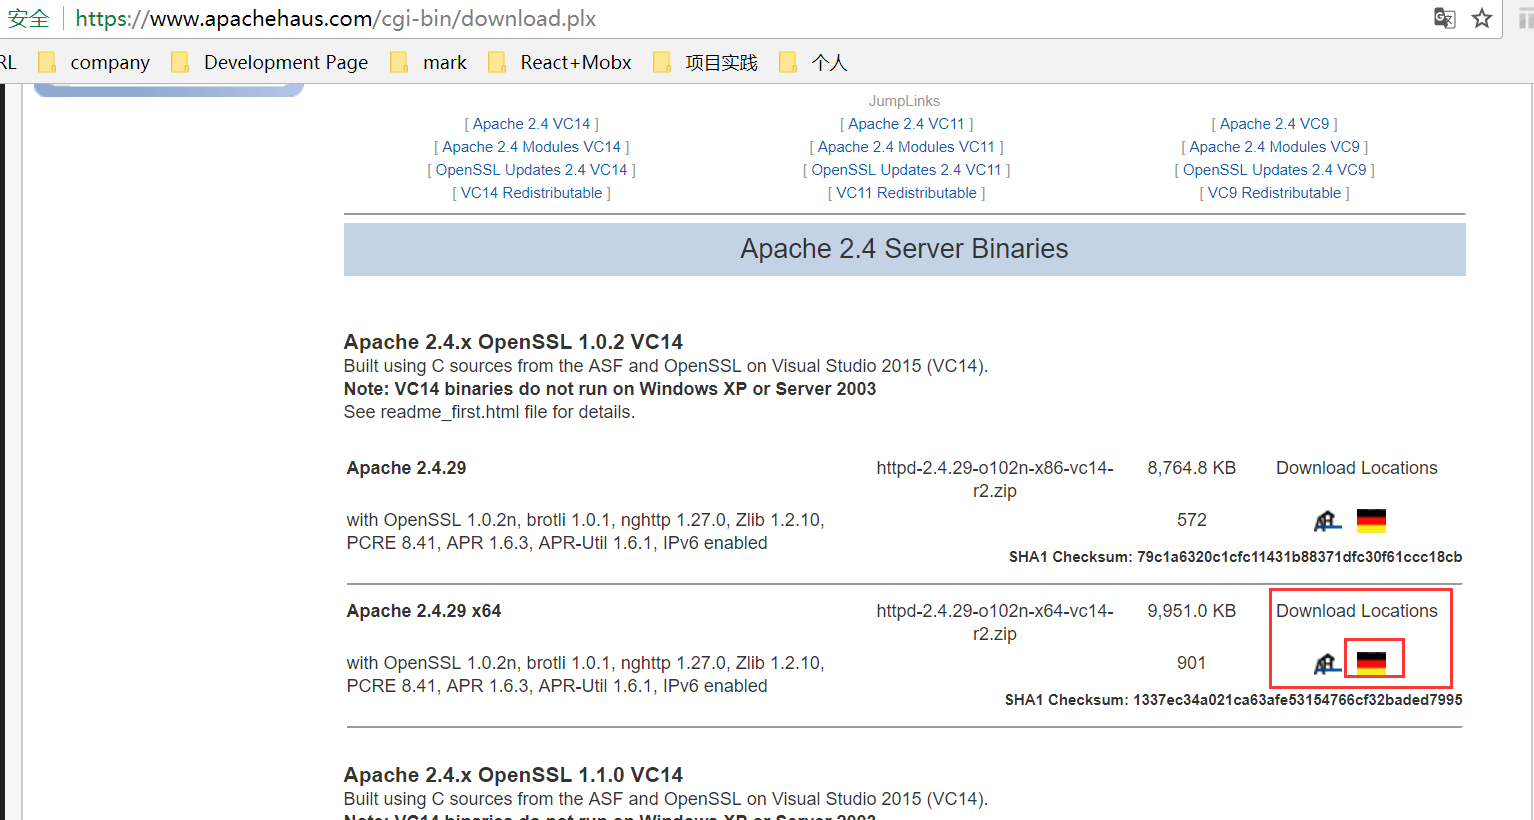 安全 https://www.apachehaus.com/cgi-bin/download.plx
RL company Development Page mark React+Mobx 项目实践 个人
JumpLinks
[ Apache 2.4 VC14 ] [ Apache 2.4 VC11 ] [ Apache 2.4 VC9 ]
[ Apache 2.4 Modules VC14 ] [ Apache 2.4 Modules VC11 ] [ Apache 2.4 Modules VC9 ]
[ OpenSSL Updates 2.4 VC14 ] [ OpenSSL Updates 2.4 VC11 ] [ OpenSSL Updates 2.4 VC9 ]
[ VC14 Redistributable ] [ VC11 Redistributable ] [ VC9 Redistributable ]
Apache 2.4 Server Binaries
Apache 2.4.x OpenSSL 1.0.2 VC14
Built using C sources from the ASF and OpenSSL on Visual Studio 2015 (VC14).
Note: VC14 binaries do not run on Windows XP or Server 2003
See readme_first.html file for details.
Apache 2.4.29 httpd-2.4.29-o102n-x86-vc14- 8,764.8 KB Download Locations
r2.zip
with OpenSSL 1.0.2n, brotli 1.0.1, nghttp 1.27.0, Zlib 1.2.10, 572
PCRE 8.41, APR 1.6.3, APR-Util 1.6.1, IPv6 enabled
SHA1 Checksum: 79c1a6320c1cfc11431b88371dfc30f61ccc18cb
Apache 2.4.29 x64 httpd-2.4.29-o102n-x64-vc14- 9,951.0 KB Download Locations
r2.zip
with OpenSSL 1.0.2n, brotli 1.0.1, nghttp 1.27.0, Zlib 1.2.10, 901
PCRE 8.41, APR 1.6.3, APR-Util 1.6.1, IPv6 enabled
SHA1 Checksum: 1337ec34a021ca63afe53154766cf32baded7995
Apache 2.4.x OpenSSL 1.1.0 VC14
Built using C sources from the ASF and OpenSSL on Visual Studio 2015 (VC14).
Note: VC14 binaries do not run on Windows XP or Server 2003